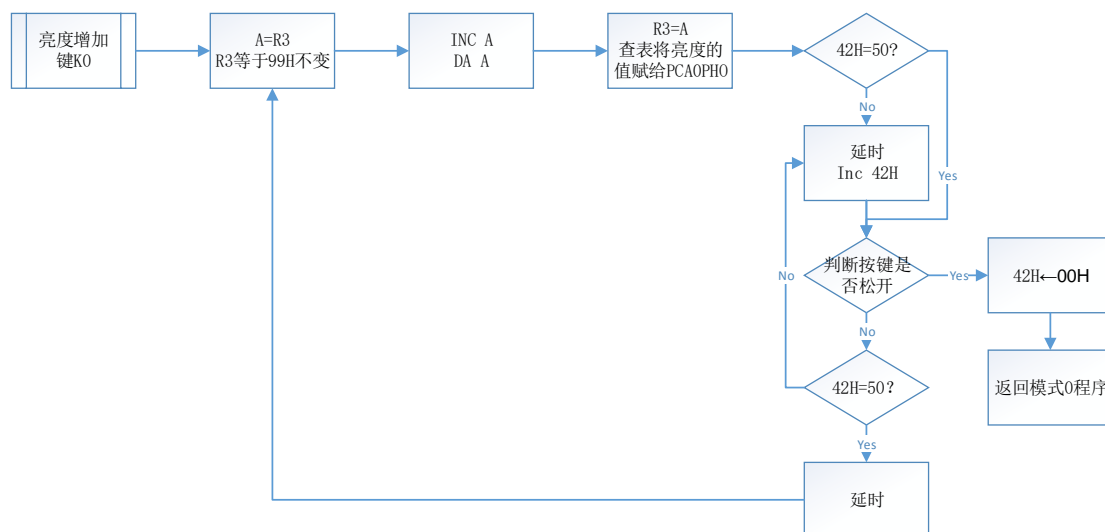 亮度增加
键K0
A=R3
R3等于99H不变
INC A
DA A
R3=A
查表将亮度的
值赋给PCA0PH0
42H=50?
No
Yes
延时
Inc 42H
判断按键是
否松开
Yes
No
No
42H←00H
42H=50?
返回模式0程序
Yes
延时